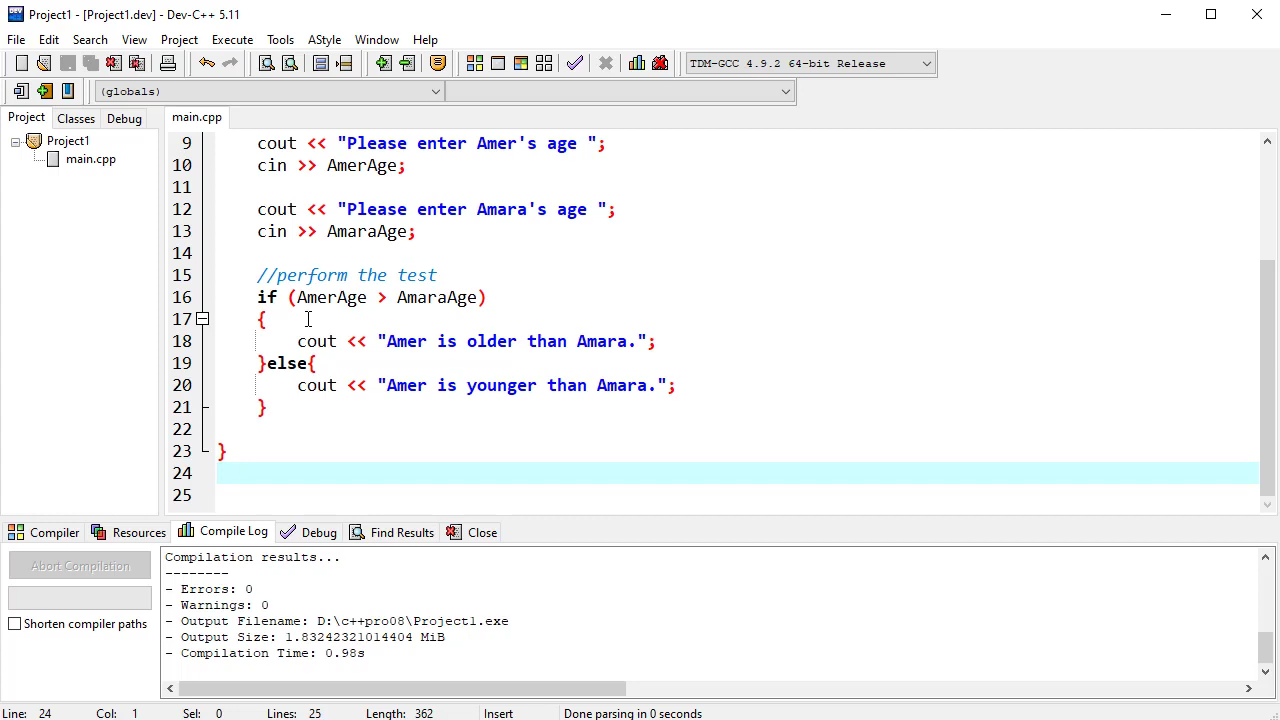 Project1 - [Project1.dev] - Dev-C++ 5.11
File Edit Search View Project Execute Tools AStyle Window Help
TDM-GCC 4.9.2 64-bit Release
(globals)
Project Classes Debug
main.cpp
Project1
main.cpp
9 cout << "Please enter Amer's age ";
10 cin >> AmerAge;
11
12 cout << "Please enter Amara's age ";
13 cin >> AmaraAge;
14
15 //perform the test
16 if (AmerAge > AmaraAge)
17 {
18 cout << "Amer is older than Amara.";
19 }else{
20 cout << "Amer is younger than Amara.";
21 }
22
23 }
24
25
Compiler Resources Compile Log Debug Find Results Close
Abort Compilation
Shorten compiler paths
Compilation results...
--------
- Errors: 0
- Warnings: 0
- Output Filename: D:\c++pro08\Project1.exe
- Output Size: 1.83242321014404 MiB
- Compilation Time: 0.98s
Line: 24 Col: 1 Sel: 0 Lines: 25 Length: 362 Insert Done parsing in 0 seconds